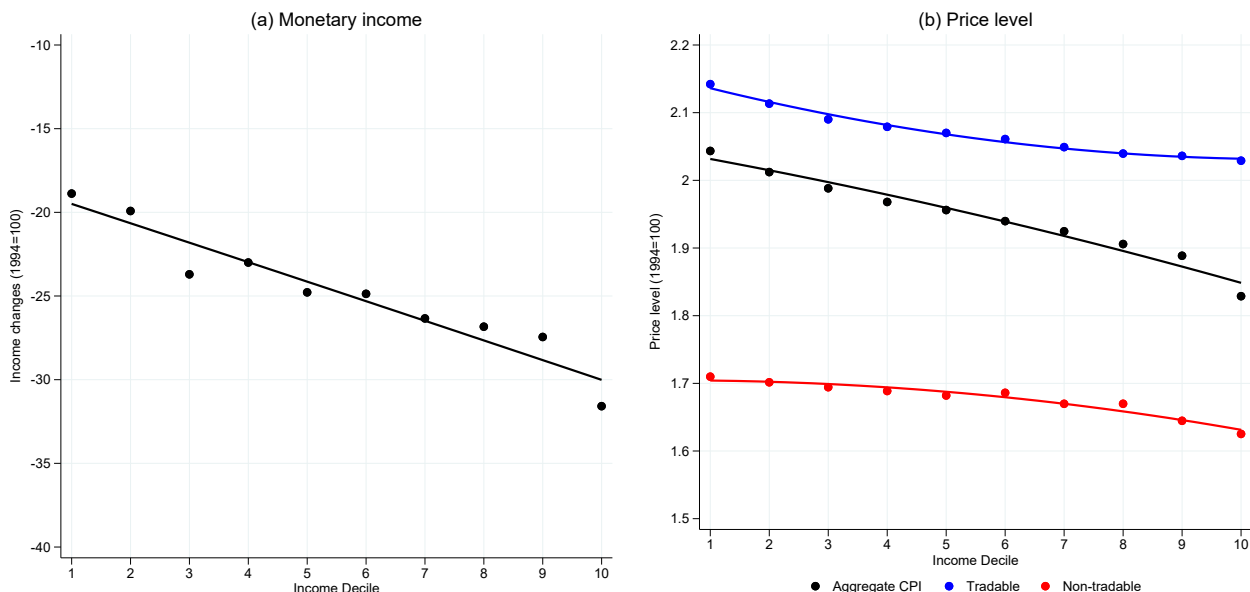 (a) Monetary income
Income changes (1994=100)
-10
-15
-20
-25
-30
-35
-40
1 2 3 4 5 6 7 8 9 10
Income Decile
(b) Price level
Price level (1994=100)
2.2
2.1
2
1.9
1.8
1.7
1.6
1.5
1 2 3 4 5 6 7 8 9 10
Income Decile
Aggregate CPI Tradable Non-tradable